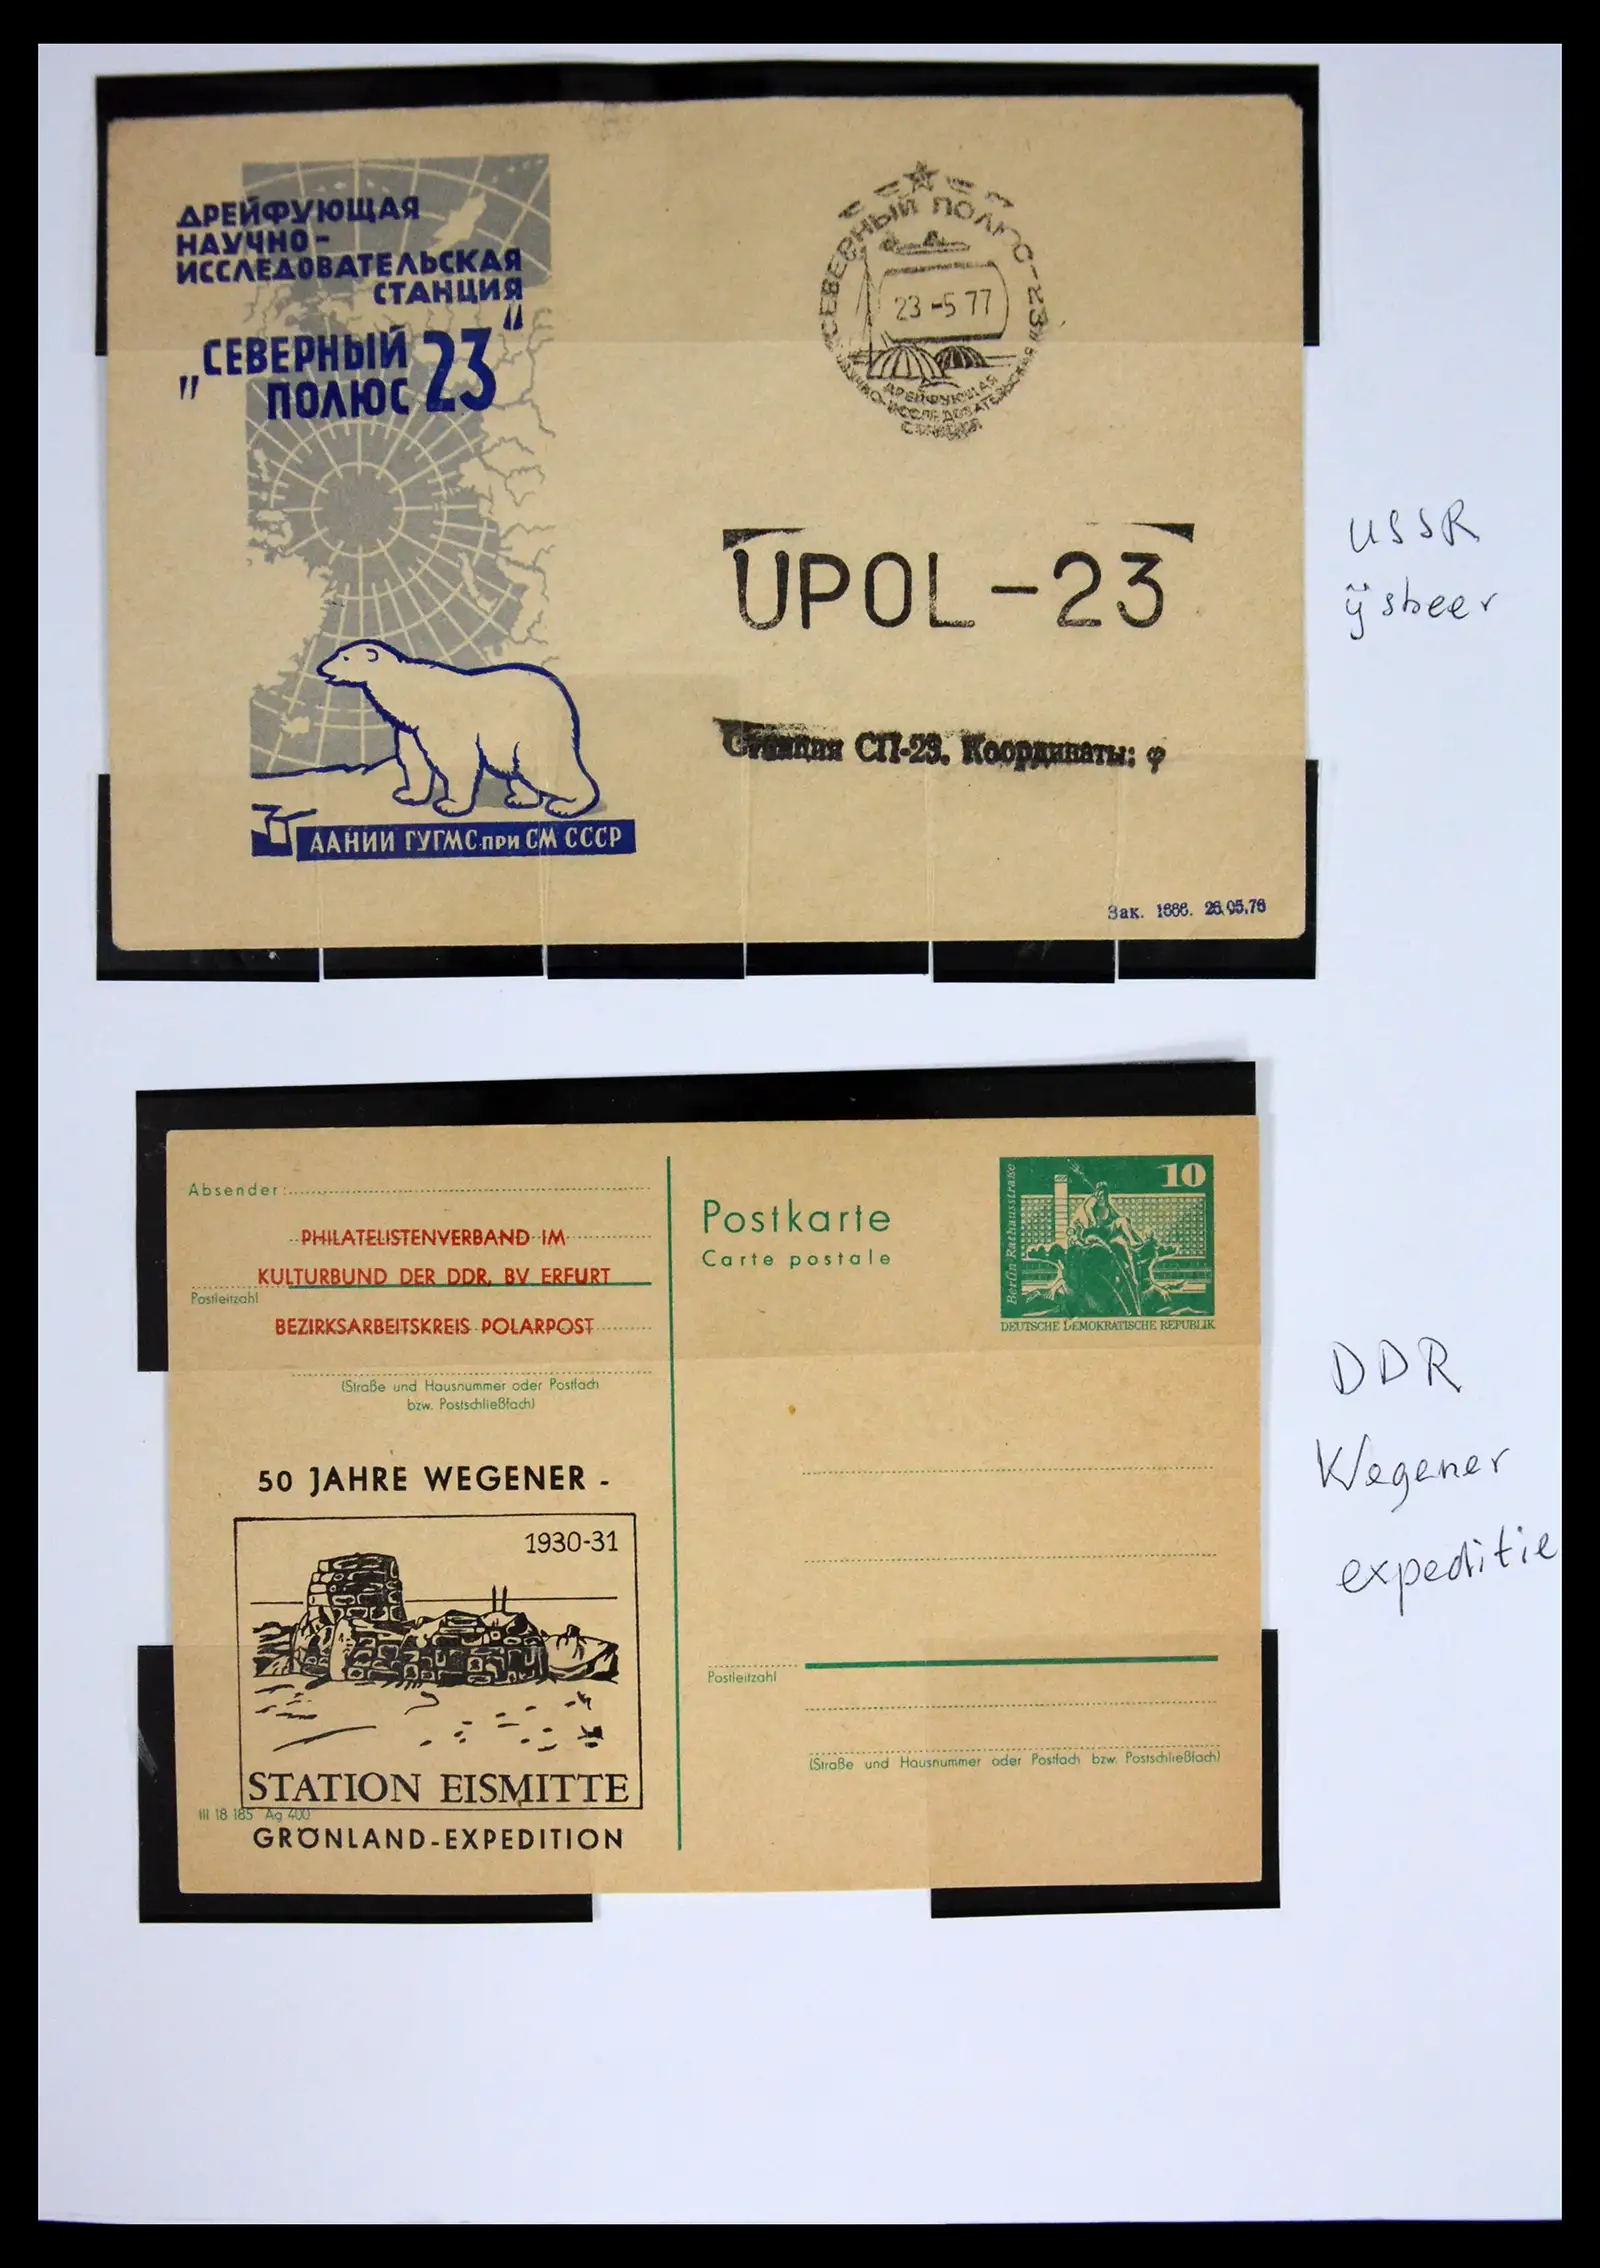 ДРЕЙФУЮЩАЯ
НАУЧНО-
ИССЛЕДОВАТЕЛЬСКАЯ
СТАНЦИЯ
„СЕВЕРНЫЙ
ПОЛЮС 23"
ААНИИ ГУГМС при СМ СССР
СЕВЕРНЫЙ ПОЛЮС-23
23 -5 77
ДРЕЙФУЮЩАЯ
НАУЧНО-ИССЛЕДОВАТЕЛЬСКАЯ
СТАНЦИЯ
UPOL-23
Станция СП-23. Координаты: φ
Зак. 1666. 26.05.76
USSR
ijsbeer
Absender:
PHILATELISTENVERBAND IM
KULTURBUND DER DDR, BV ERFURT
Postleitzahl
BEZIRKSARBEITSKREIS POLARPOST
(Straße und Hausnummer oder Postfach
bzw. Postschließfach)
50 JAHRE WEGENER -
1930-31
STATION EISMITTE
III 18 185 Ag 400
GRÖNLAND-EXPEDITION
Postkarte
Carte postale
10
Berlin-Rathausstraße
DEUTSCHE DEMOKRATISCHE REPUBLIK
Postleitzahl
(Straße und Hausnummer oder Postfach bzw. Postschließfach)
DDR
Wegener
expeditie